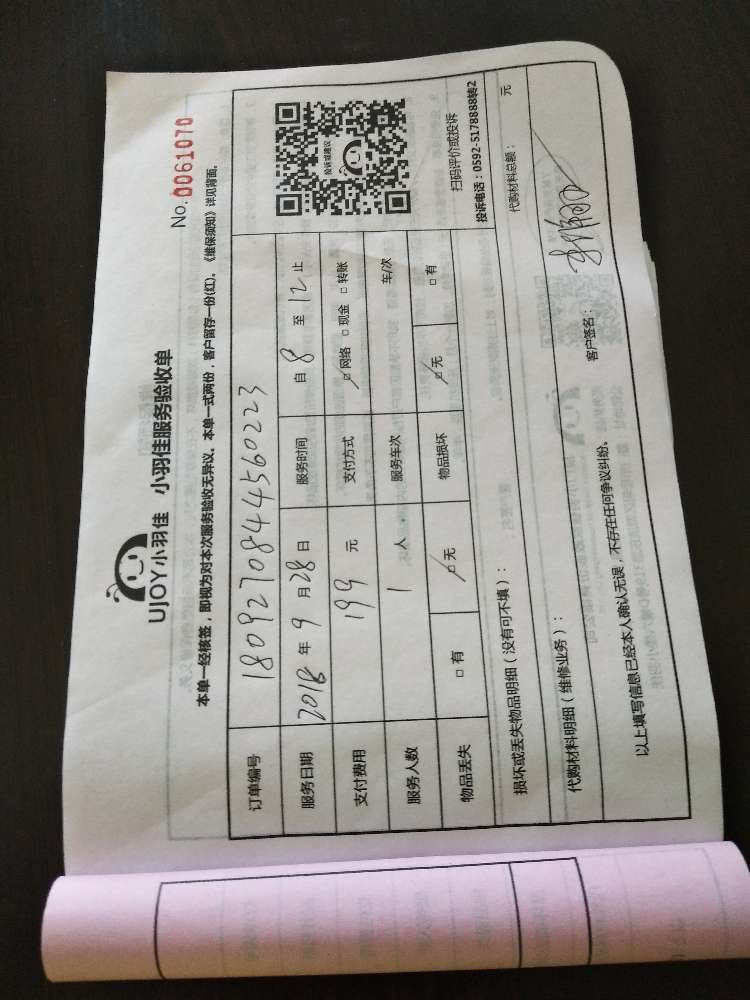 UJOY小羽佳 小羽佳服务验收单 No.0061070
本单一经核签，即视为对本次服务验收无异议。本单一式两份，客户留存一份(红)。《维保须知》详见背面。
订单编号 180927084456 0223
服务日期 2018 年 9 月 28 日 服务时间 自 8 至 12 止
支付费用 199 元 支付方式 ☑网络 □现金 □转账
服务人数 1 人 服务车次 车/次
物品丢失 □有 ☑无 物品损坏 ☑无 □有
投诉或建议
扫码评价或投诉
投诉电话：0592-5178888转2
损坏或丢失物品明细（没有可不填）：
代购材料明细（维修业务）： 代购材料总额： 元
以上填写信息已经本人确认无误，不存在任何争议纠纷。 客户签名：